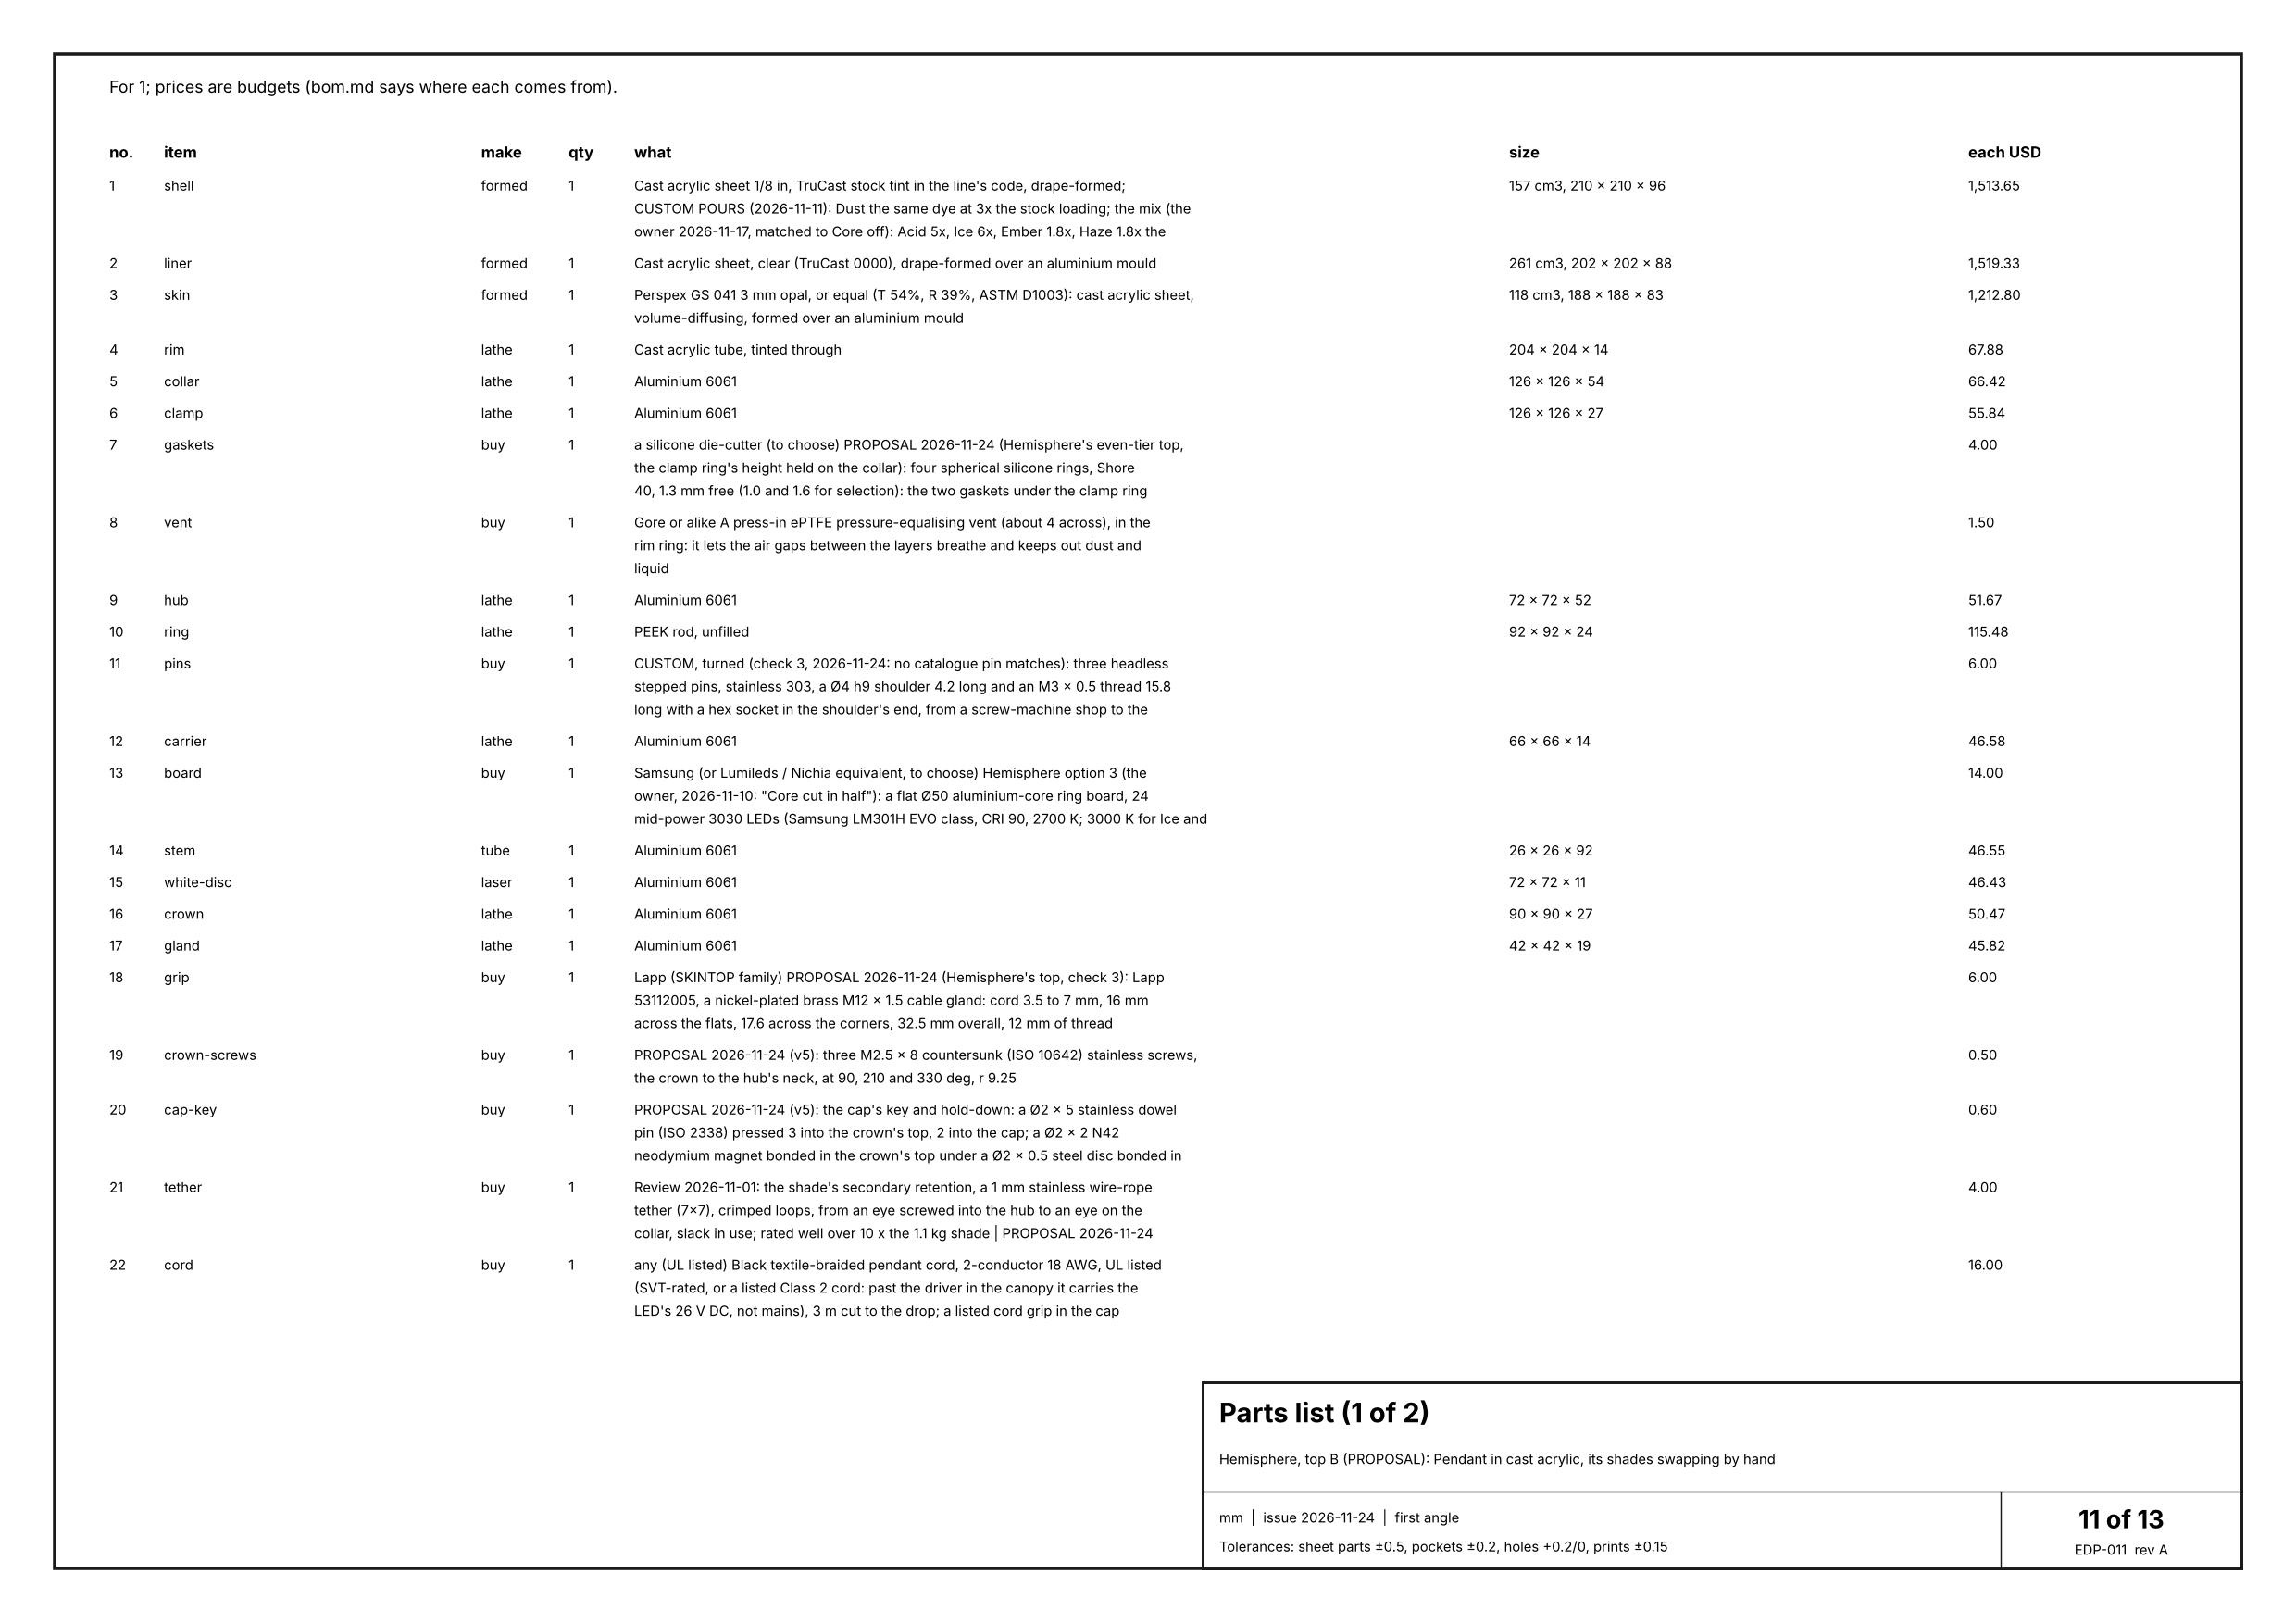 For 1; prices are budgets (bom.md says where each comes from).
no. item make qty what size each USD
1 shell formed 1 Cast acrylic sheet 1/8 in, TruCast stock tint in the line's code, drape-formed; 157 cm3, 210 × 210 × 96 1,513.65
CUSTOM POURS (2026-11-11): Dust the same dye at 3x the stock loading; the mix (the
owner 2026-11-17, matched to Core off): Acid 5x, Ice 6x, Ember 1.8x, Haze 1.8x the
2 liner formed 1 Cast acrylic sheet, clear (TruCast 0000), drape-formed over an aluminium mould 261 cm3, 202 × 202 × 88 1,519.33
3 skin formed 1 Perspex GS 041 3 mm opal, or equal (T 54%, R 39%, ASTM D1003): cast acrylic sheet, 118 cm3, 188 × 188 × 83 1,212.80
volume-diffusing, formed over an aluminium mould
4 rim lathe 1 Cast acrylic tube, tinted through 204 × 204 × 14 67.88
5 collar lathe 1 Aluminium 6061 126 × 126 × 54 66.42
6 clamp lathe 1 Aluminium 6061 126 × 126 × 27 55.84
7 gaskets buy 1 a silicone die-cutter (to choose) PROPOSAL 2026-11-24 (Hemisphere's even-tier top, 4.00
the clamp ring's height held on the collar): four spherical silicone rings, Shore
40, 1.3 mm free (1.0 and 1.6 for selection): the two gaskets under the clamp ring
8 vent buy 1 Gore or alike A press-in ePTFE pressure-equalising vent (about 4 across), in the 1.50
rim ring: it lets the air gaps between the layers breathe and keeps out dust and
liquid
9 hub lathe 1 Aluminium 6061 72 × 72 × 52 51.67
10 ring lathe 1 PEEK rod, unfilled 92 × 92 × 24 115.48
11 pins buy 1 CUSTOM, turned (check 3, 2026-11-24: no catalogue pin matches): three headless 6.00
stepped pins, stainless 303, a Ø4 h9 shoulder 4.2 long and an M3 × 0.5 thread 15.8
long with a hex socket in the shoulder's end, from a screw-machine shop to the
12 carrier lathe 1 Aluminium 6061 66 × 66 × 14 46.58
13 board buy 1 Samsung (or Lumileds / Nichia equivalent, to choose) Hemisphere option 3 (the 14.00
owner, 2026-11-10: "Core cut in half"): a flat Ø50 aluminium-core ring board, 24
mid-power 3030 LEDs (Samsung LM301H EVO class, CRI 90, 2700 K; 3000 K for Ice and
14 stem tube 1 Aluminium 6061 26 × 26 × 92 46.55
15 white-disc laser 1 Aluminium 6061 72 × 72 × 11 46.43
16 crown lathe 1 Aluminium 6061 90 × 90 × 27 50.47
17 gland lathe 1 Aluminium 6061 42 × 42 × 19 45.82
18 grip buy 1 Lapp (SKINTOP family) PROPOSAL 2026-11-24 (Hemisphere's top, check 3): Lapp 6.00
53112005, a nickel-plated brass M12 × 1.5 cable gland: cord 3.5 to 7 mm, 16 mm
across the flats, 17.6 across the corners, 32.5 mm overall, 12 mm of thread
19 crown-screws buy 1 PROPOSAL 2026-11-24 (v5): three M2.5 × 8 countersunk (ISO 10642) stainless screws, 0.50
the crown to the hub's neck, at 90, 210 and 330 deg, r 9.25
20 cap-key buy 1 PROPOSAL 2026-11-24 (v5): the cap's key and hold-down: a Ø2 × 5 stainless dowel 0.60
pin (ISO 2338) pressed 3 into the crown's top, 2 into the cap; a Ø2 × 2 N42
neodymium magnet bonded in the crown's top under a Ø2 × 0.5 steel disc bonded in
21 tether buy 1 Review 2026-11-01: the shade's secondary retention, a 1 mm stainless wire-rope 4.00
tether (7×7), crimped loops, from an eye screwed into the hub to an eye on the
collar, slack in use; rated well over 10 x the 1.1 kg shade | PROPOSAL 2026-11-24
22 cord buy 1 any (UL listed) Black textile-braided pendant cord, 2-conductor 18 AWG, UL listed 16.00
(SVT-rated, or a listed Class 2 cord: past the driver in the canopy it carries the
LED's 26 V DC, not mains), 3 m cut to the drop; a listed cord grip in the cap
Parts list (1 of 2)
Hemisphere, top B (PROPOSAL): Pendant in cast acrylic, its shades swapping by hand
mm | issue 2026-11-24 | first angle
Tolerances: sheet parts ±0.5, pockets ±0.2, holes +0.2/0, prints ±0.15
11 of 13
EDP-011 rev A